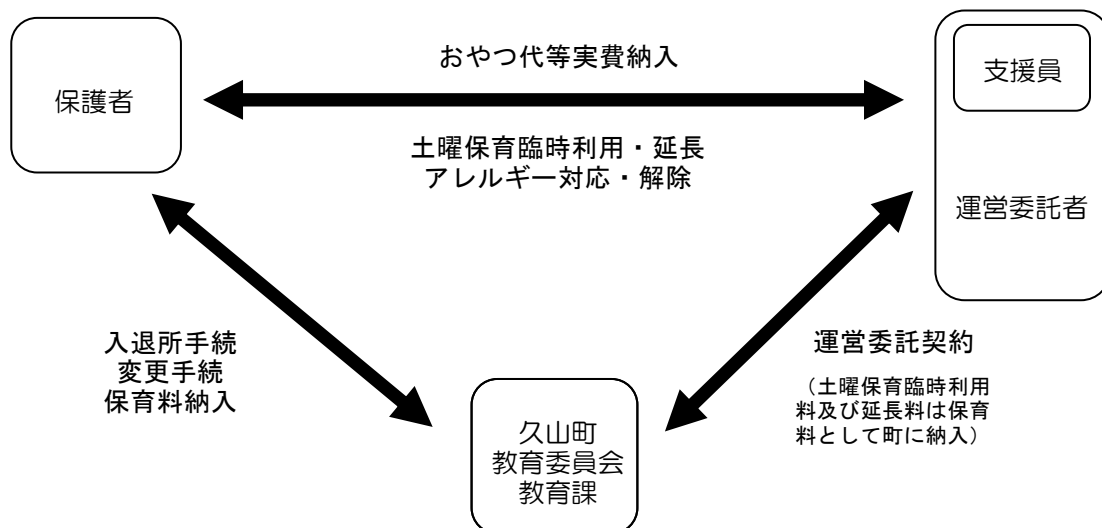 保護者
おやつ代等実費納入
土曜保育臨時利用・延長
アレルギー対応・解除
支援員
運営委託者
入退所手続
変更手続
保育料納入
運営委託契約
(土曜保育臨時利用
料及び延長料は保育
料として町に納入)
久山町
教育委員会
教育課